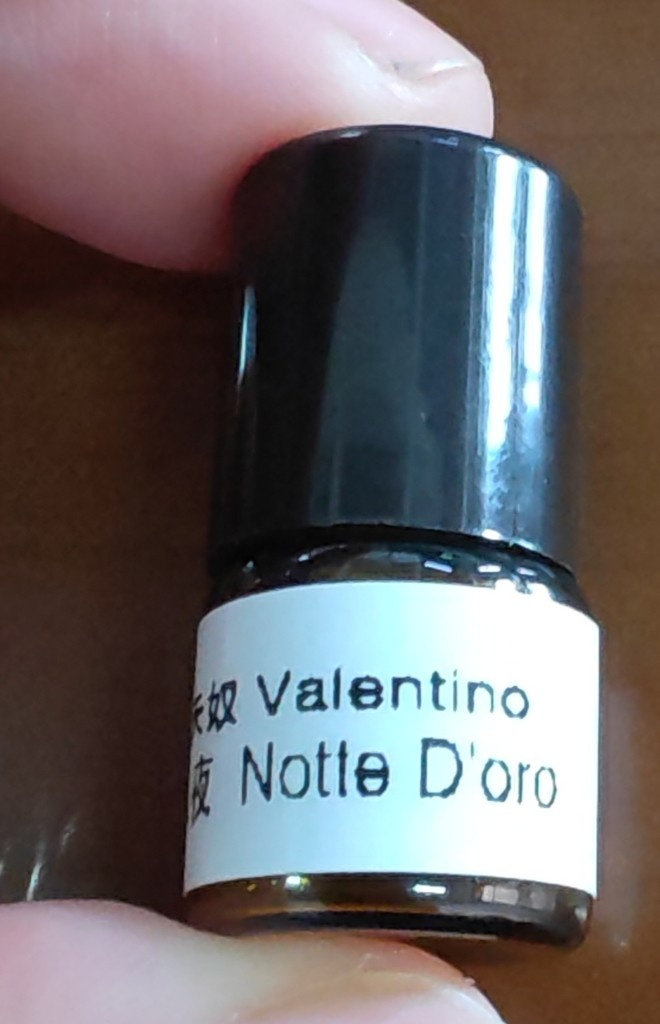 奴 Valentino
夜 Notte D'oro